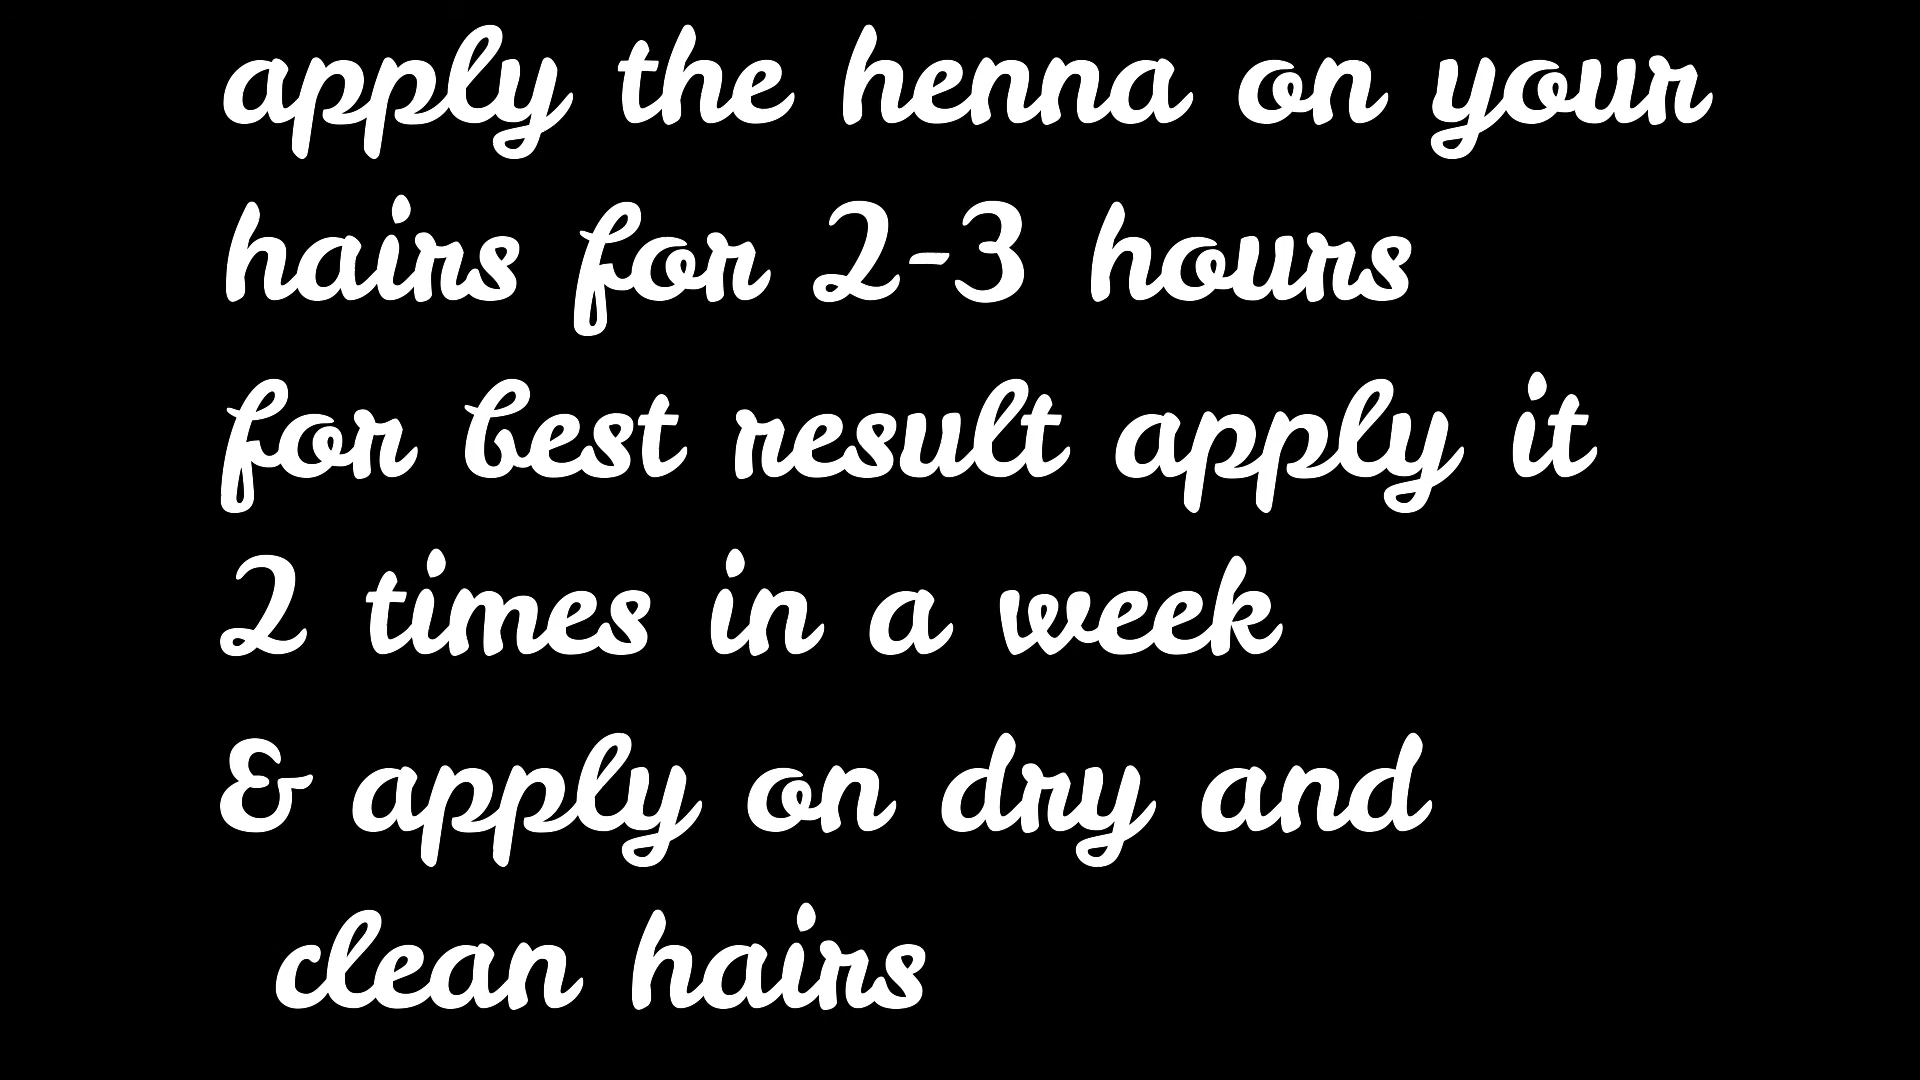 apply the henna on your
hairs for 2-3 hours
for best result apply it
2 times in a week
& apply on dry and
clean hairs